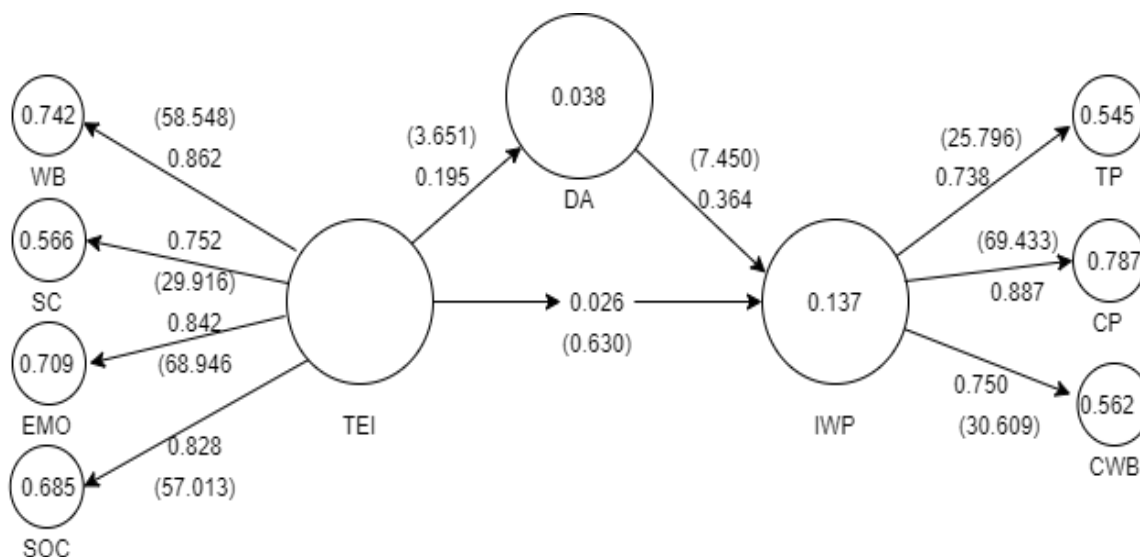 0.742
WB
(58.548)
0.862
0.566
SC
0.752
(29.916)
0.709
EMO
0.842
(68.946
0.685
SOC
0.828
(57.013)
TEI
(3.651)
0.195
0.038
DA
(7.450)
0.364
0.026
(0.630)
0.137
IWP
(25.796)
0.738
0.545
TP
(69.433)
0.887
0.787
CP
0.750
(30.609)
0.562
CWB